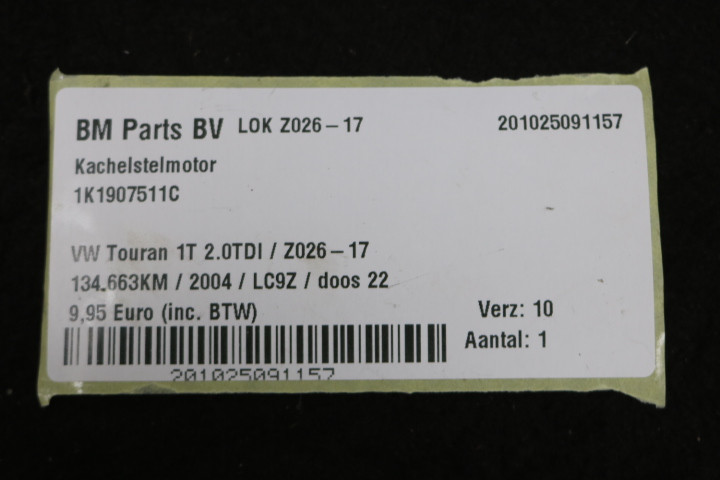 BM Parts BV LOK Z026-17 201025091157
Kachelstelmotor
1K1907511C
VW Touran 1T 2.0TDI / Z026-17
134.663KM / 2004 / LC9Z / doos 22
9,95 Euro (inc. BTW) Verz: 10
Aantal: 1
201025091157